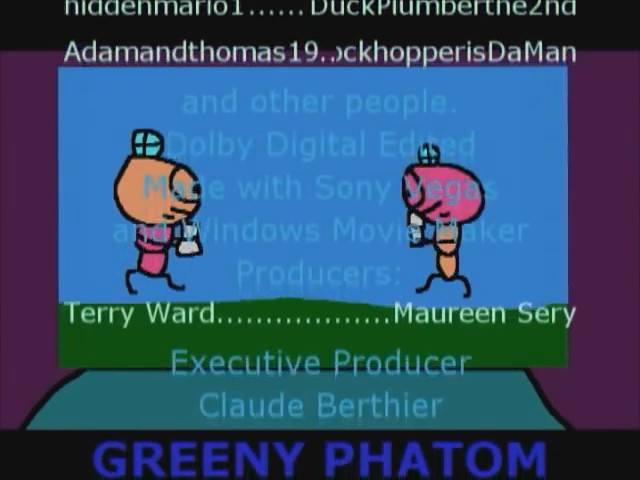 hiddenmario1...... DuckPlumberthe2nd
Adamandthomas19..ockhopperisDaMan
and other people.
Dolby Digital Edited
Made with Sony Vegas
and Windows Movie Maker
Producers:
Terry Ward..................Maureen Sery
Executive Producer
Claude Berthier
GREENY PHATOM